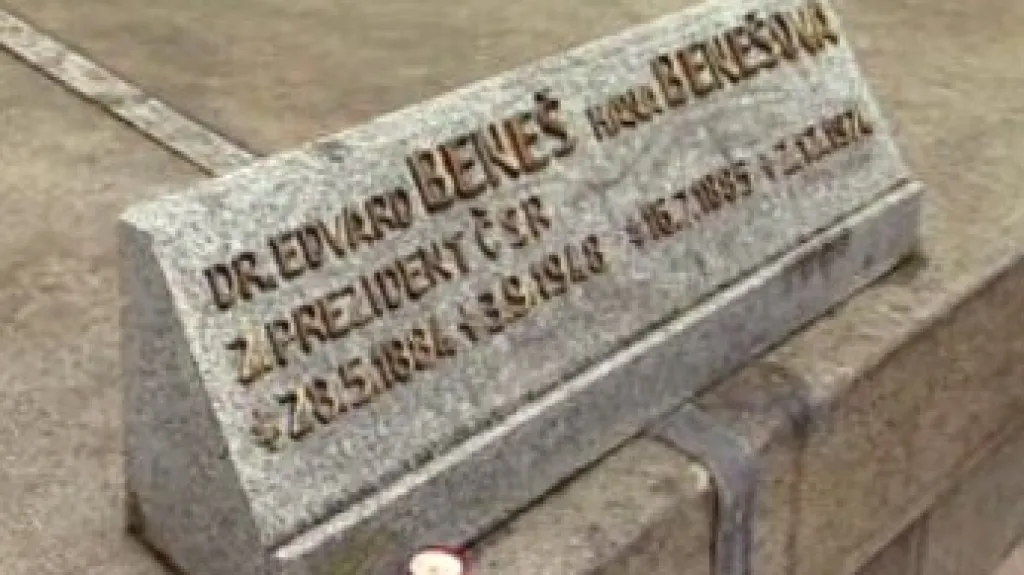 DR. EDVARD BENEŠ HANA BENEŠOVA
2. PREZIDENT ČSR
* 28.5.1884 † 3.9.1948 * 16.7.1885 † 2.12.1974